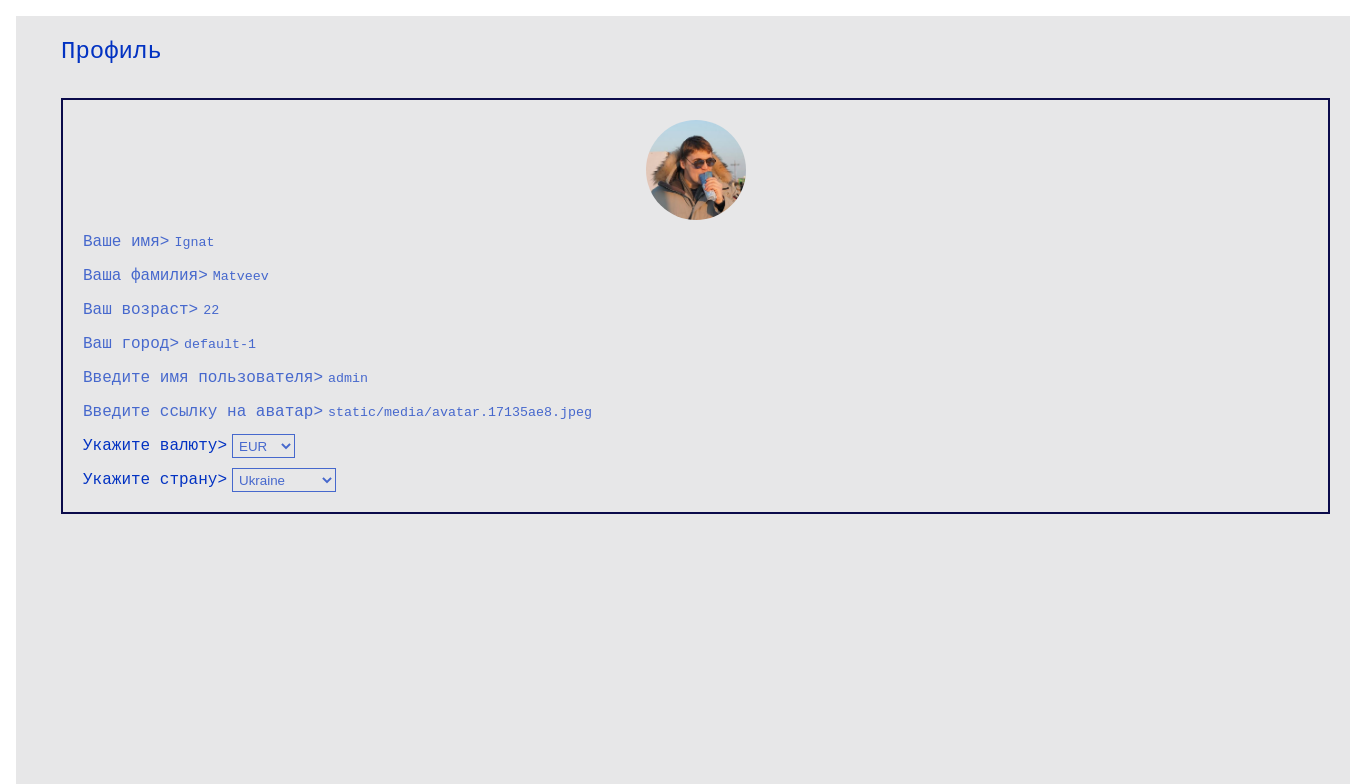 Профиль
Ваше имя> Ignat
Ваша фамилия> Matveev
Ваш возраст> 22
Ваш город> default-1
Введите имя пользователя> admin
Введите ссылку на аватар> static/media/avatar.17135ae8.jpeg
Укажите валюту> EUR
Укажите страну> Ukraine